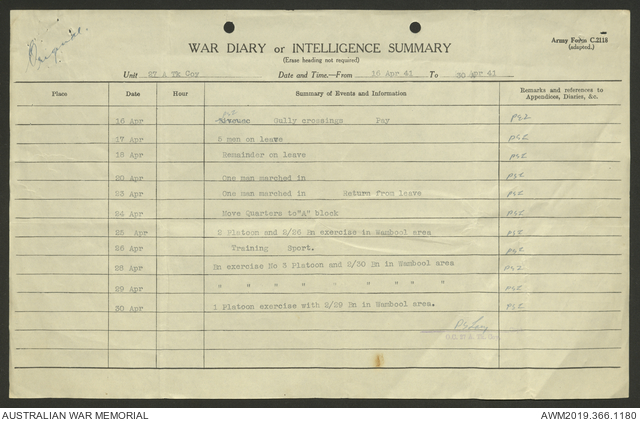 Original.
WAR DIARY or INTELLIGENCE SUMMARY
(Erase heading not required)
Army Form C.2118
(adapted.)
Unit 27 A Tk Coy Date and Time.—From 16 Apr 41 To 30 Apr 41
Place Date Hour Summary of Events and Information Remarks and references to Appendices, Diaries, &c.
16 Apr Gully crossings Pay
17 Apr 5 men on leave
18 Apr Remainder on leave
20 Apr One man marched in
23 Apr One man marched in Return from leave
24 Apr Move Quarters to"A" block
25 Apr 2 Platoon and 2/26 Bn exercise in Wambool area
26 Apr Training Sport.
28 Apr Bn exercise No 3 Platoon and 2/30 Bn in Wambool area
29 Apr " " " " " " " " "
30 Apr 1 Platoon exercise with 2/29 Bn in Wambool area.
AUSTRALIAN WAR MEMORIAL
AWM2019.366.1180